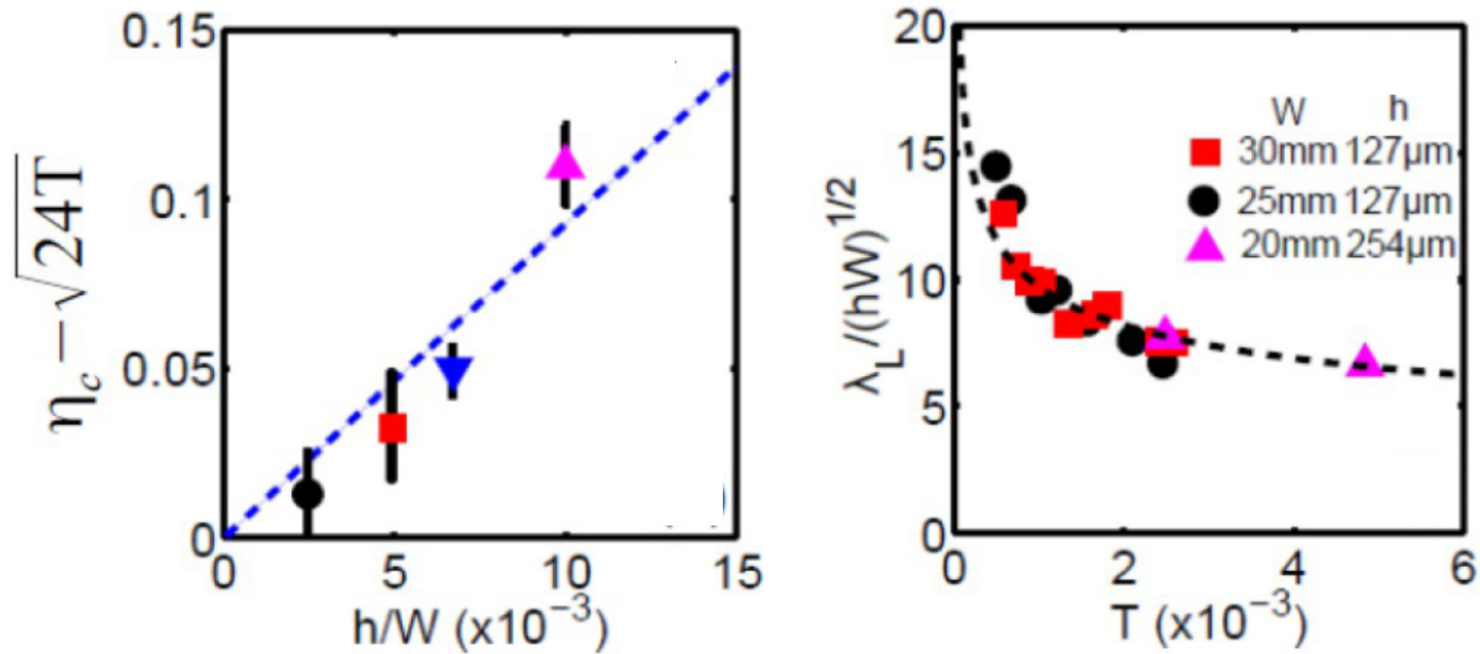 η_c − √24T
0.15
0.1
0.05
0
0 5 10 15
h/W (x10⁻³)
λ_L/(hW)^1/2
20
15
10
5
0
W h
30mm 127μm
25mm 127μm
20mm 254μm
0 2 4 6
T (x10⁻³)